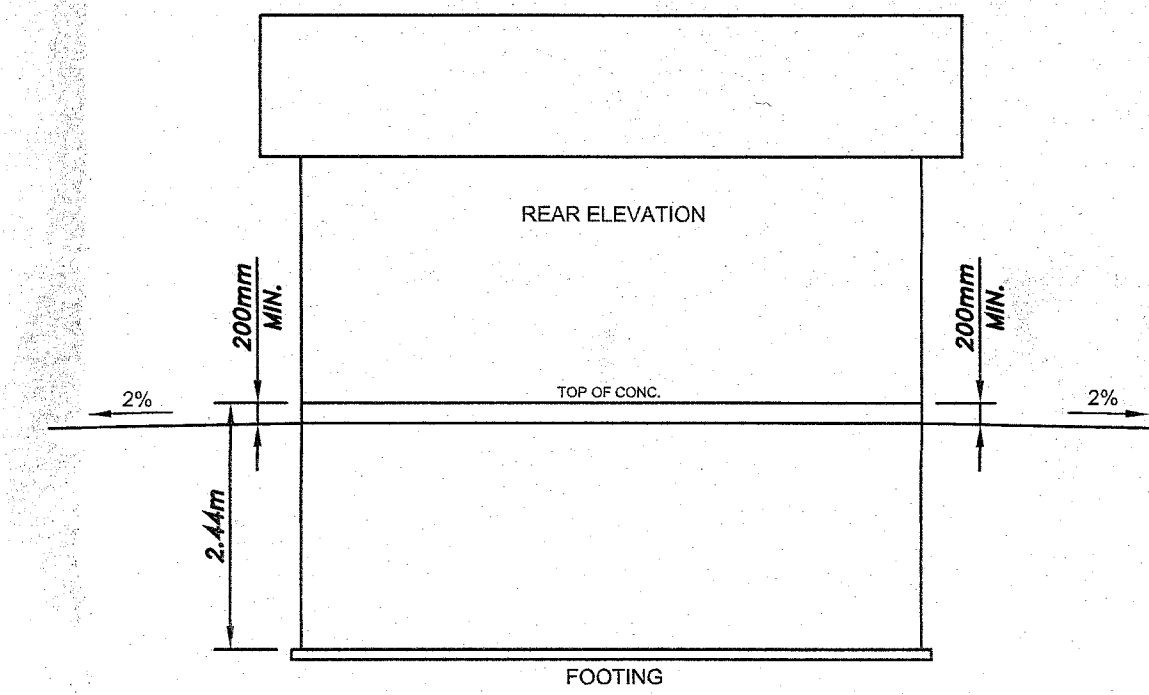 REAR ELEVATION
200mm
MIN.
200mm
MIN.
TOP OF CONC.
2%
2%
2.44m
FOOTING